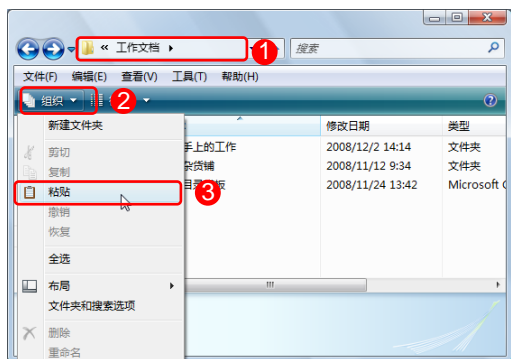 « 工作文档 ▸ 1 搜索
文件(F) 编辑(E) 查看(V) 工具(T) 帮助(H)
组织 2
新建文件夹 修改日期 类型
剪切 手上的工作 2008/12/2 14:14 文件夹
复制 杂货铺 2008/11/12 9:34 文件夹
粘贴 3 2008/11/24 13:42 Microsoft
撤销
恢复
全选
布局
文件夹和搜索选项
删除
重命名